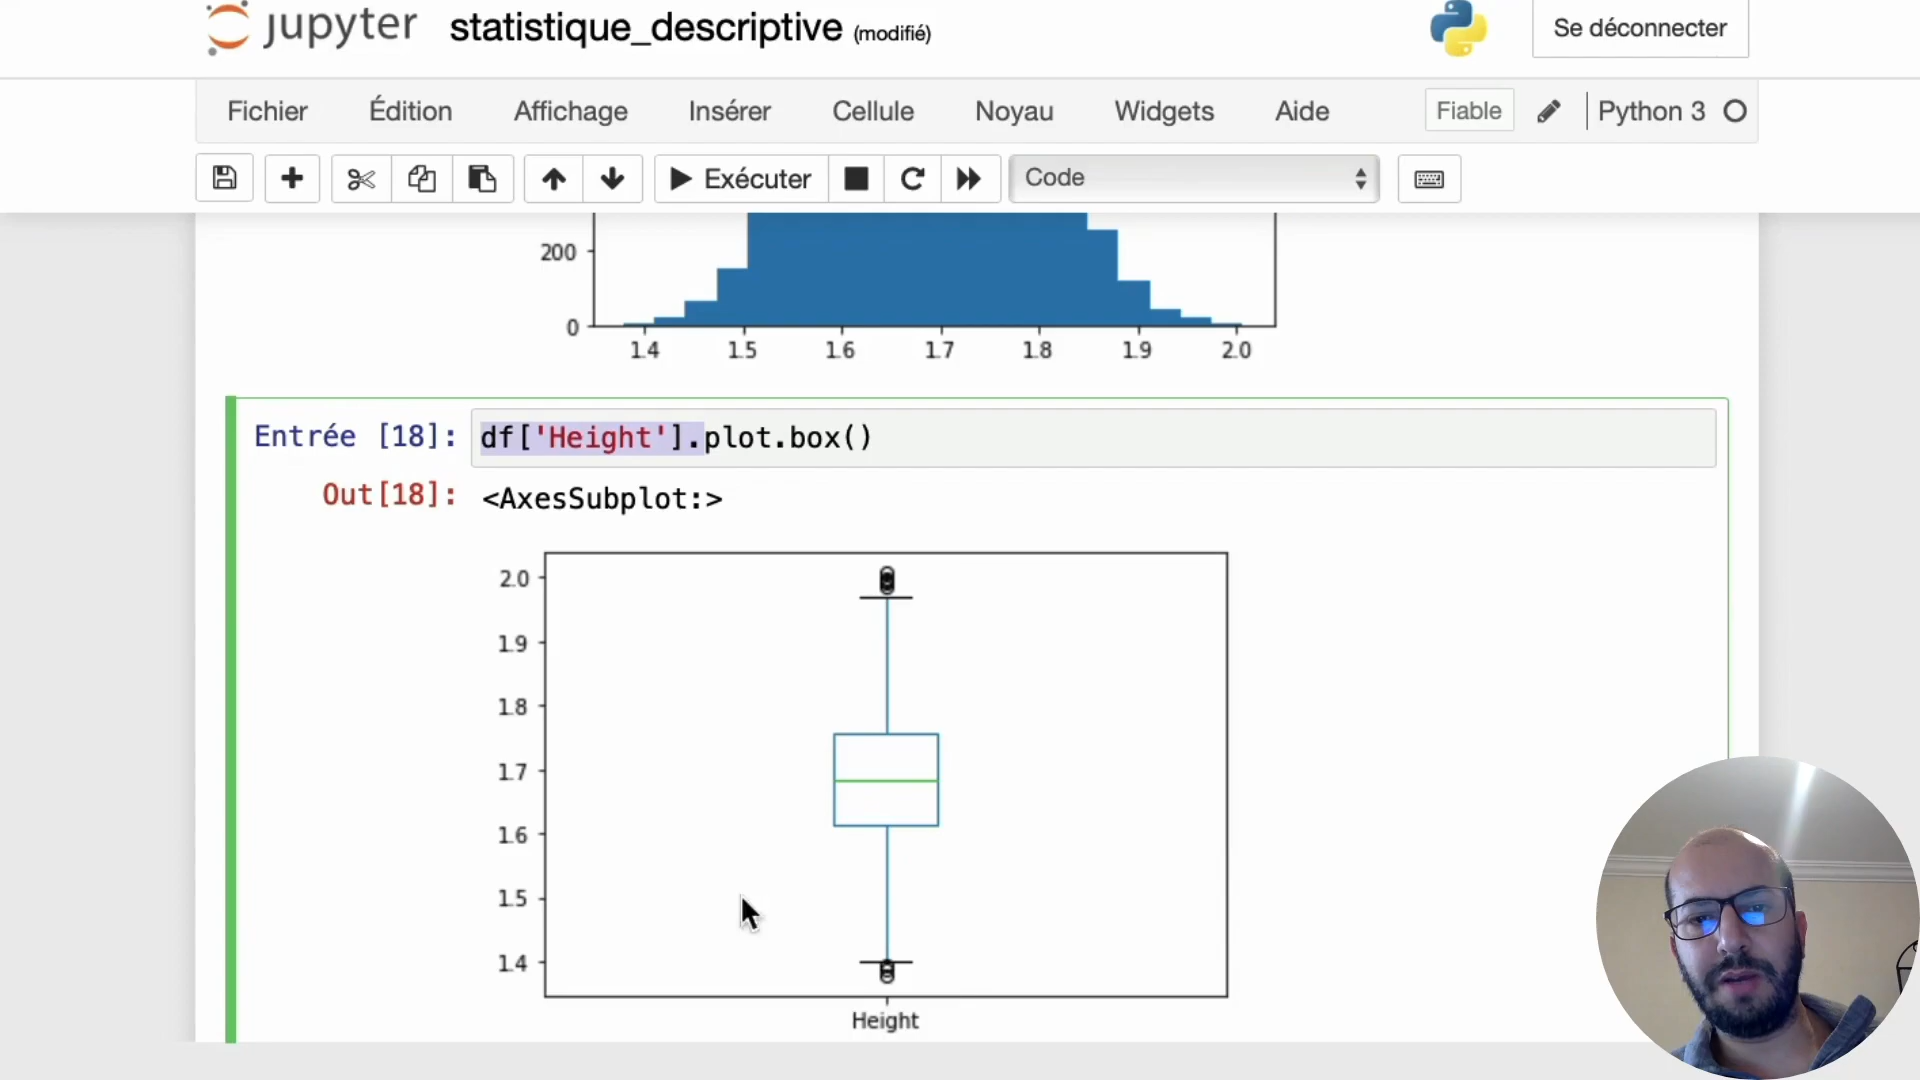 jupyter statistique_descriptive (modifié) Se déconnecter
Fichier Édition Affichage Insérer Cellule Noyau Widgets Aide Fiable Python 3
Exécuter Code
200
0
1.4 1.5 1.6 1.7 1.8 1.9 2.0
Entrée [18]: df['Height'].plot.box()
Out[18]: <AxesSubplot:>
2.0
1.9
1.8
1.7
1.6
1.5
1.4
Height